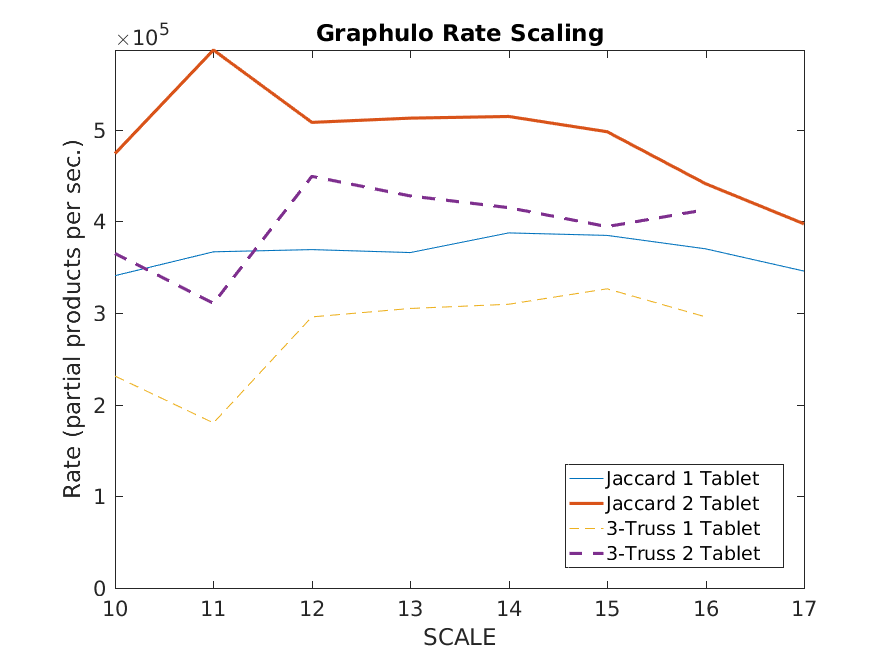 Graphulo Rate Scaling
×10^5
Rate (partial products per sec.)
5
4
3
2
1
0
10 11 12 13 14 15 16 17
SCALE
Jaccard 1 Tablet
Jaccard 2 Tablet
3-Truss 1 Tablet
3-Truss 2 Tablet